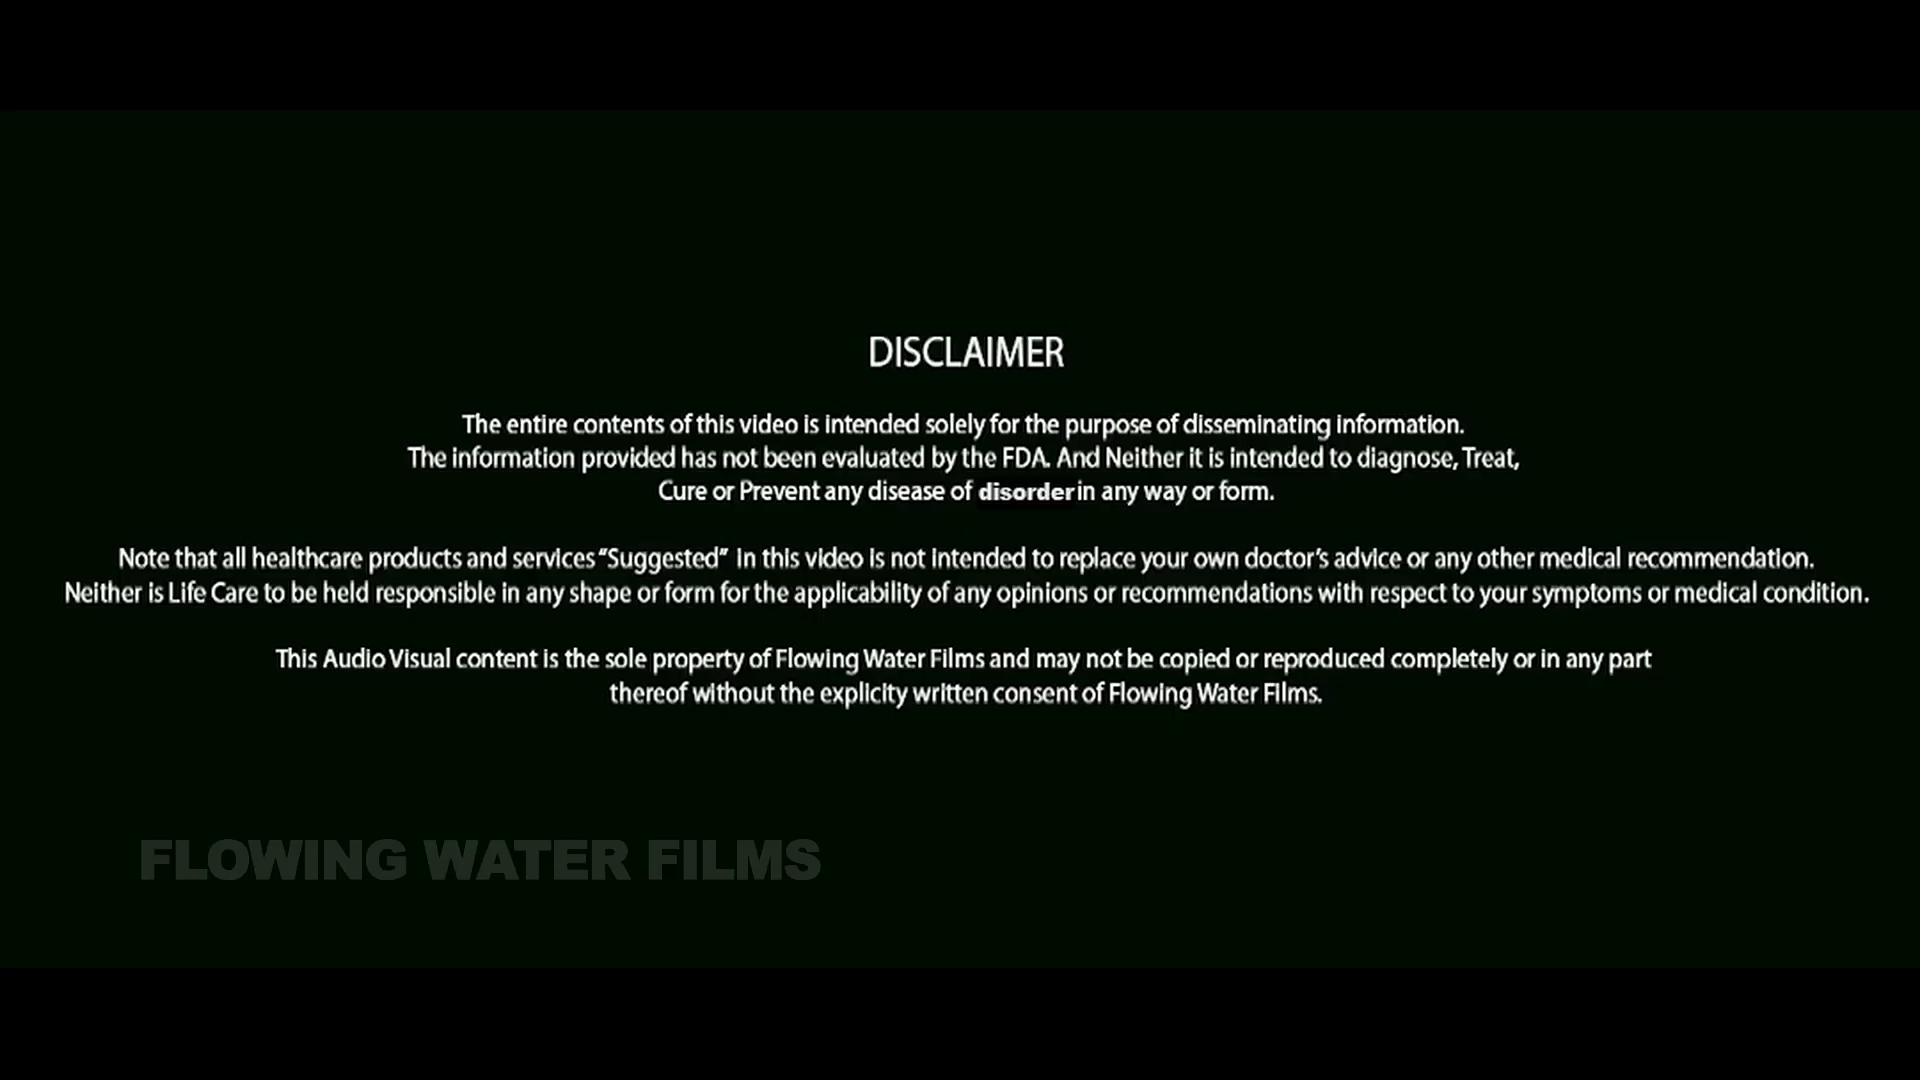 DISCLAIMER
The entire contents of this video is intended solely for the purpose of disseminating information.
The information provided has not been evaluated by the FDA. And Neither it is intended to diagnose, Treat,
Cure or Prevent any disease of disorder in any way or form.
Note that all healthcare products and services “Suggested” in this video is not intended to replace your own doctor’s advice or any other medical recommendation.
Neither is Life Care to be held responsible in any shape or form for the applicability of any opinions or recommendations with respect to your symptoms or medical condition.
This Audio Visual content is the sole property of Flowing Water Films and may not be copied or reproduced completely or in any part
thereof without the explicity written consent of Flowing Water Films.
FLOWING WATER FILMS